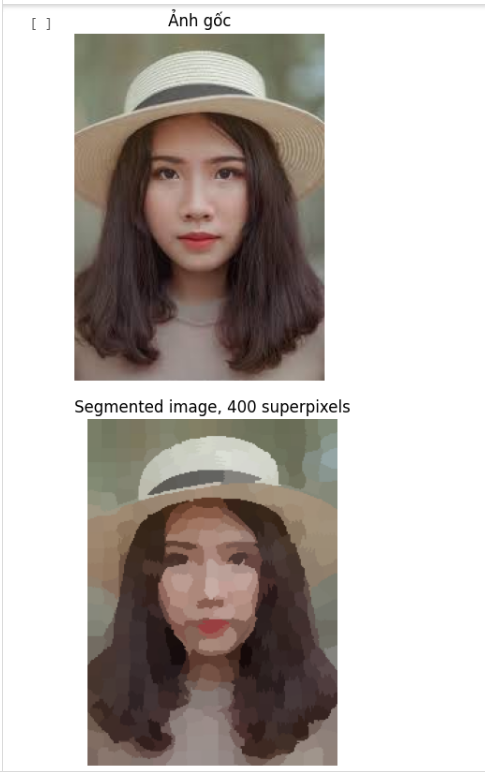 [ ]
Ảnh gốc
Segmented image, 400 superpixels